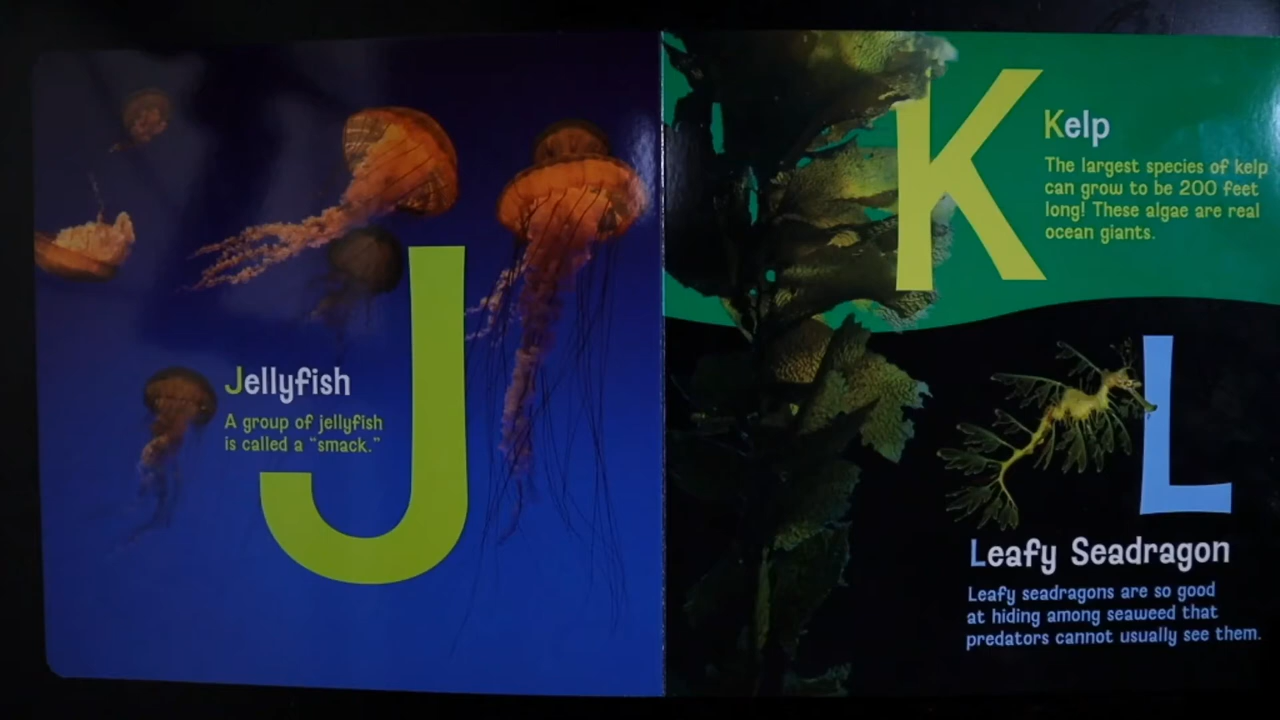 J
Jellyfish
A group of jellyfish
is called a “smack.”
K
Kelp
The largest species of kelp
can grow to be 200 feet
long! These algae are real
ocean giants.
L
Leafy Seadragon
Leafy seadragons are so good
at hiding among seaweed that
predators cannot usually see them.